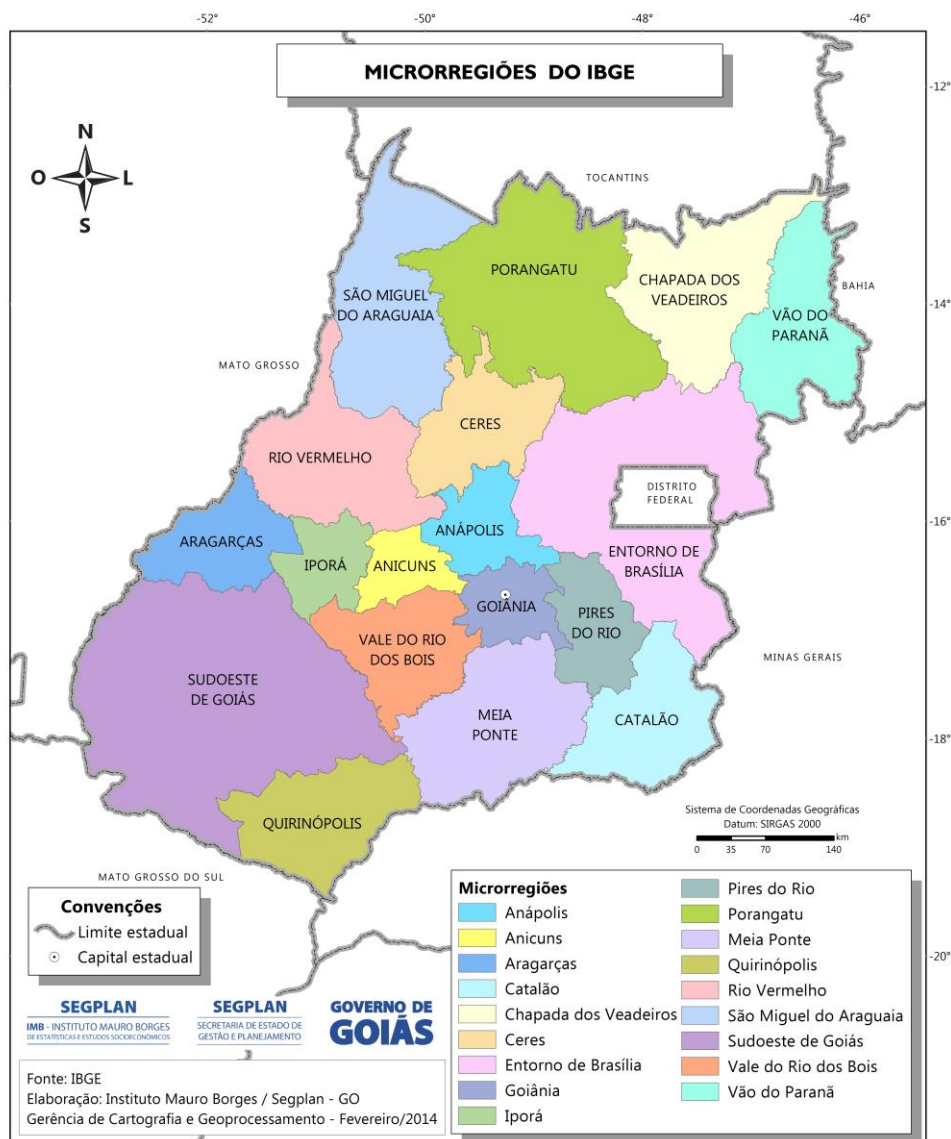 -52°
-50°
-48°
-46°
MICRORREGIÕES DO IBGE
-12°
N
O
L
S
TOCANTINS
PORANGATU
CHAPADA DOS
VEADEIROS
BAHIA
SÃO MIGUEL
DO ARAGUAIA
-14°
VÃO DO
PARANÃ
MATO GROSSO
CERES
RIO VERMELHO
DISTRITO
FEDERAL
-16°
ARAGARÇAS
ANÁPOLIS
IPORÁ
ANICUNS
ENTORNO DE
BRASÍLIA
GOIÂNIA
PIRES
DO RIO
VALE DO RIO
DOS BOIS
MINAS GERAIS
SUDOESTE
DE GOIÁS
MEIA
PONTE
CATALÃO
-18°
QUIRINÓPOLIS
Sistema de Coordenadas Geográficas
Datum: SIRGAS 2000
km
0 35 70 140
MATO GROSSO DO SUL
Convenções
Limite estadual
Capital estadual
Microrregiões
Anápolis
Anicuns
Aragarças
Catalão
Chapada dos Veadeiros
Ceres
Entorno de Brasília
Goiânia
Iporá
Pires do Rio
Porangatu
Meia Ponte
Quirinópolis
Rio Vermelho
São Miguel do Araguaia
Sudoeste de Goiás
Vale do Rio dos Bois
Vão do Paranã
-20°
SEGPLAN
IMB - INSTITUTO MAURO BORGES
DE ESTATÍSTICAS E ESTUDOS SOCIOECONÔMICOS
SEGPLAN
SECRETARIA DE ESTADO DE
GESTÃO E PLANEJAMENTO
GOVERNO DE
GOIÁS
Fonte: IBGE
Elaboração: Instituto Mauro Borges / Segplan - GO
Gerência de Cartografia e Geoprocessamento - Fevereiro/2014